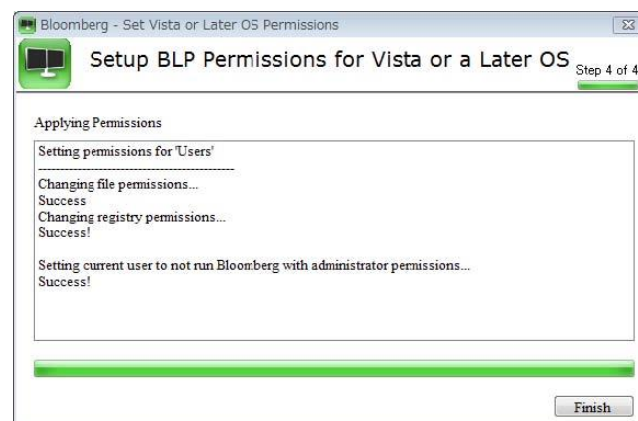 Bloomberg - Set Vista or Later OS Permissions
Setup BLP Permissions for Vista or a Later OS
Step 4 of 4
Applying Permissions
Setting permissions for 'Users'
--------------------------------------------
Changing file permissions...
Success
Changing registry permissions...
Success!
Setting current user to not run Bloomberg with administrator permissions...
Success!
Finish